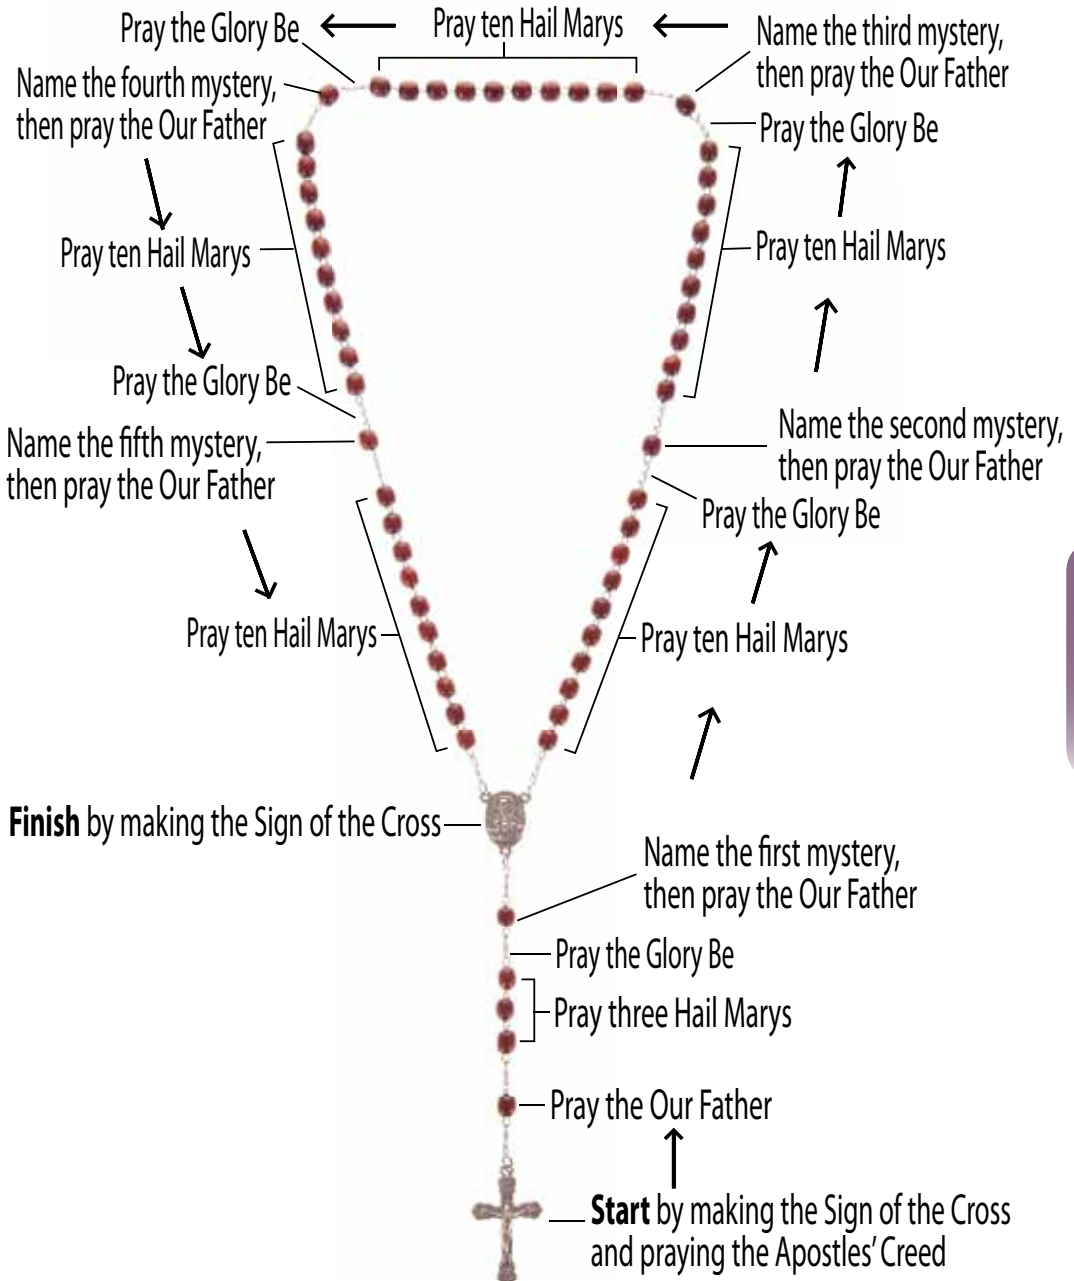 Pray the Glory Be
Pray ten Hail Marys
Name the third mystery,
then pray the Our Father
Name the fourth mystery,
then pray the Our Father
Pray the Glory Be
Pray ten Hail Marys
Pray ten Hail Marys
Pray the Glory Be
Name the fifth mystery,
then pray the Our Father
Name the second mystery,
then pray the Our Father
Pray the Glory Be
Pray ten Hail Marys
Pray ten Hail Marys
Finish by making the Sign of the Cross
Name the first mystery,
then pray the Our Father
Pray the Glory Be
Pray three Hail Marys
Pray the Our Father
Start by making the Sign of the Cross
and praying the Apostles' Creed